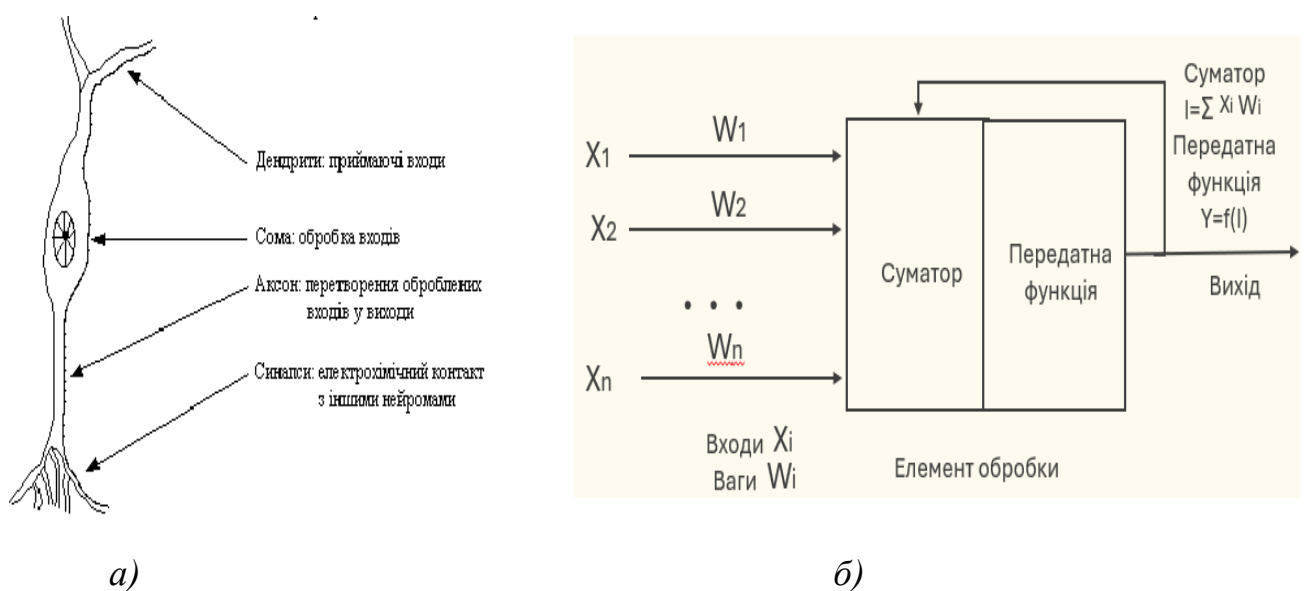 Дендрити: приймаючі входи
Сома: обробка входів
Аксон: перетворення оброблених
входів у виходи
Синапси: електрохімічний контакт
з іншими нейромами
а)
X1
W1
X2
W2
• • •
Xn
Wn
Суматор
Передатна
функція
Суматор
I=Σ Xi Wi
Передатна
функція
Y=f(I)
Вихід
Входи Xi
Ваги Wi
Елемент обробки
б)